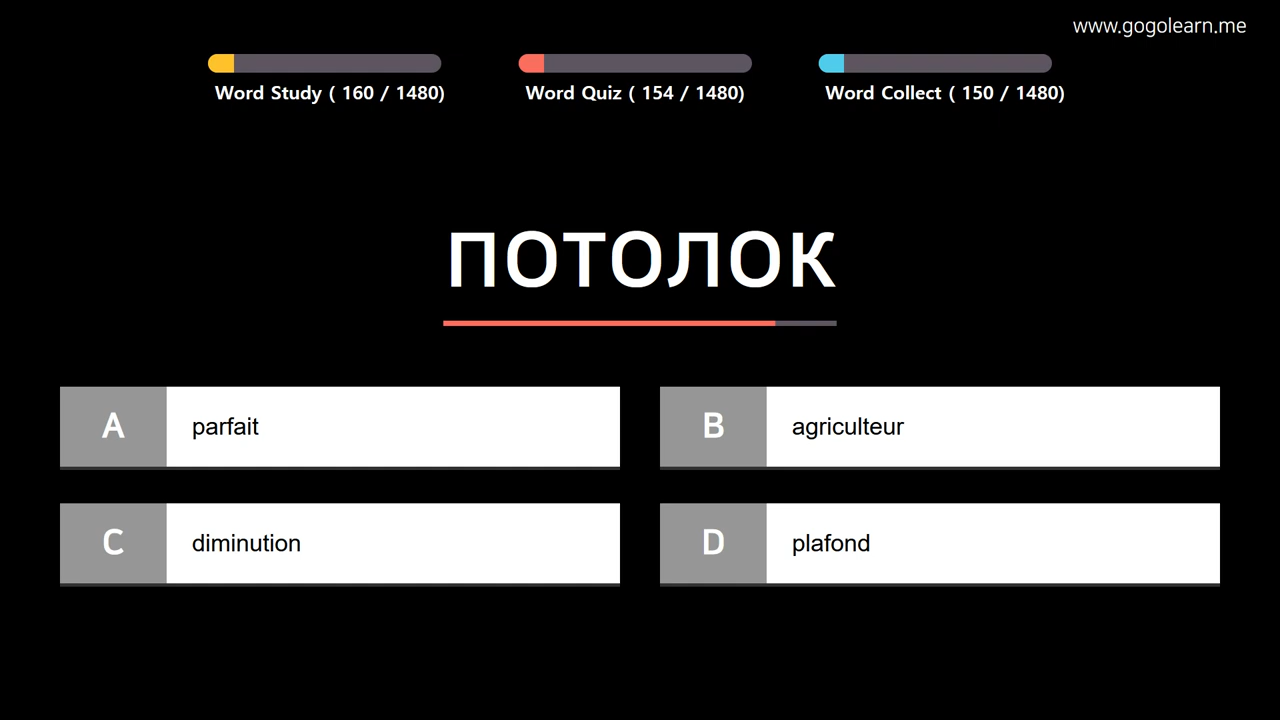 www.gogolearn.me
Word Study ( 160 / 1480)
Word Quiz ( 154 / 1480)
Word Collect ( 150 / 1480)
потолок
A parfait
B agriculteur
C diminution
D plafond